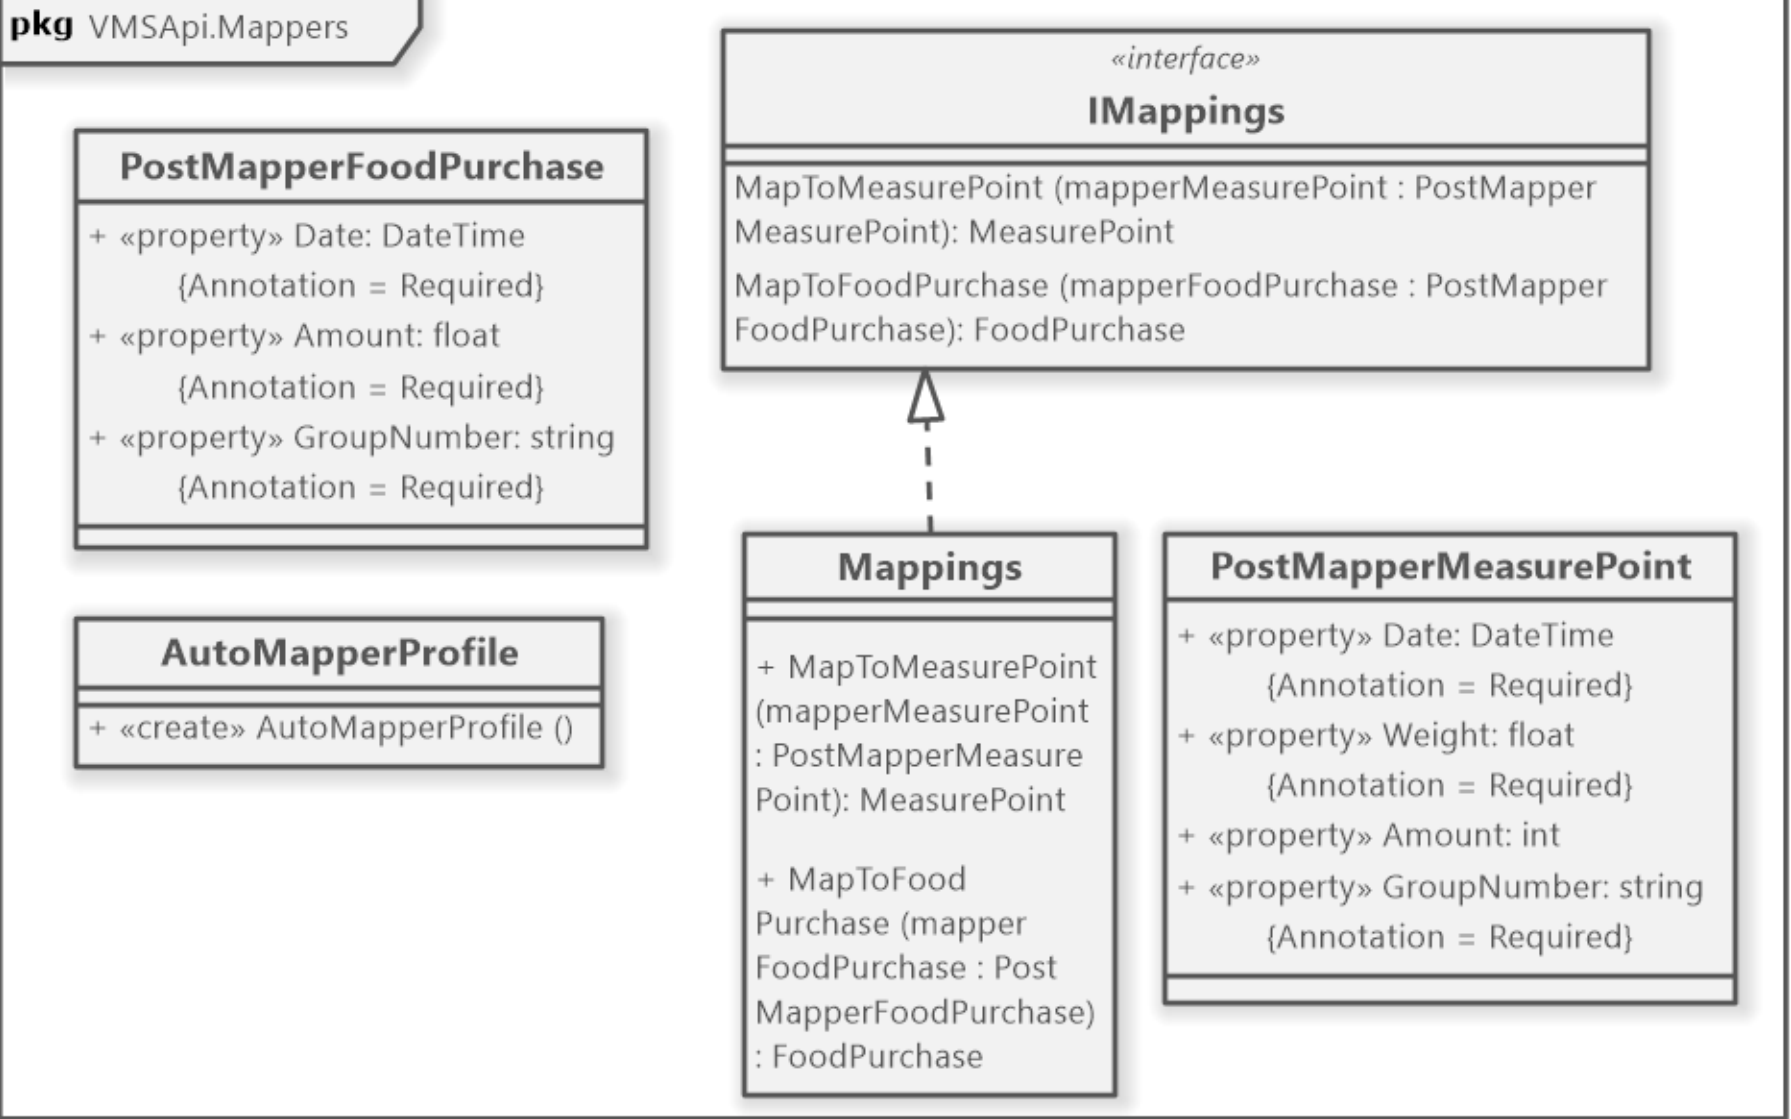 pkg VMSApi.Mappers
«interface»
IMappings
MapToMeasurePoint (mapperMeasurePoint : PostMapper
MeasurePoint): MeasurePoint
MapToFoodPurchase (mapperFoodPurchase : PostMapper
FoodPurchase): FoodPurchase
PostMapperFoodPurchase
+ «property» Date: DateTime
{Annotation = Required}
+ «property» Amount: float
{Annotation = Required}
+ «property» GroupNumber: string
{Annotation = Required}
AutoMapperProfile
+ «create» AutoMapperProfile ()
Mappings
+ MapToMeasurePoint
(mapperMeasurePoint
: PostMapperMeasure
Point): MeasurePoint
+ MapToFood
Purchase (mapper
FoodPurchase : Post
MapperFoodPurchase)
: FoodPurchase
PostMapperMeasurePoint
+ «property» Date: DateTime
{Annotation = Required}
+ «property» Weight: float
{Annotation = Required}
+ «property» Amount: int
+ «property» GroupNumber: string
{Annotation = Required}